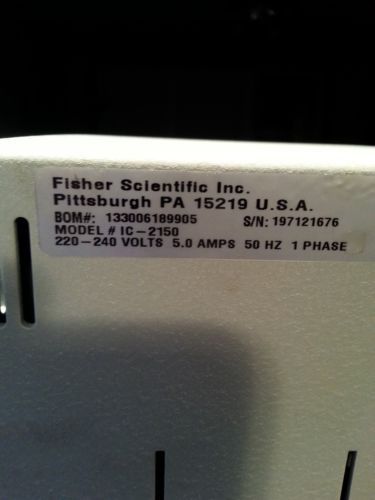 Fisher Scientific Inc.
Pittsburgh PA 15219 U.S.A.
BOM#: 133006189905 S/N: 197121676
MODEL # IC-2150
220-240 VOLTS 5.0 AMPS 50 HZ 1 PHASE